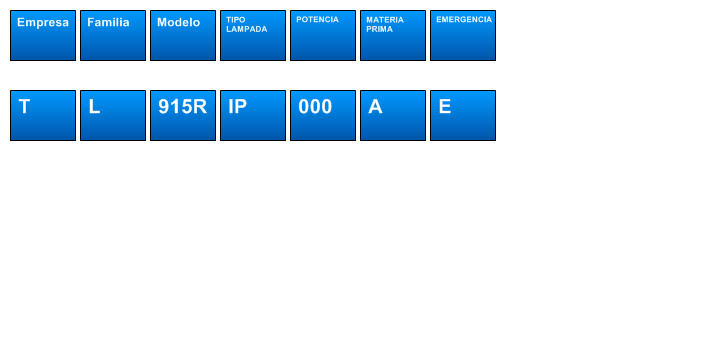 Empresa Familia Modelo TIPO LAMPADA POTENCIA MATERIA PRIMA EMERGENCIA
T L 915R IP 000 A E